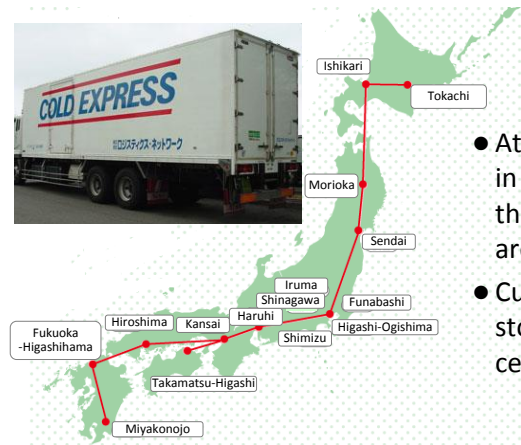 COLD EXPRESS
ロジスティクス・ネットワーク
Ishikari
Tokachi
Morioka
Sendai
Iruma
Shinagawa
Funabashi
Haruhi
Higashi-Ogishima
Shimizu
Kansai
Hiroshima
Fukuoka
-Higashihama
Takamatsu-Higashi
Miyakonojo
● At
in
th
are
● Cu
sto
ce